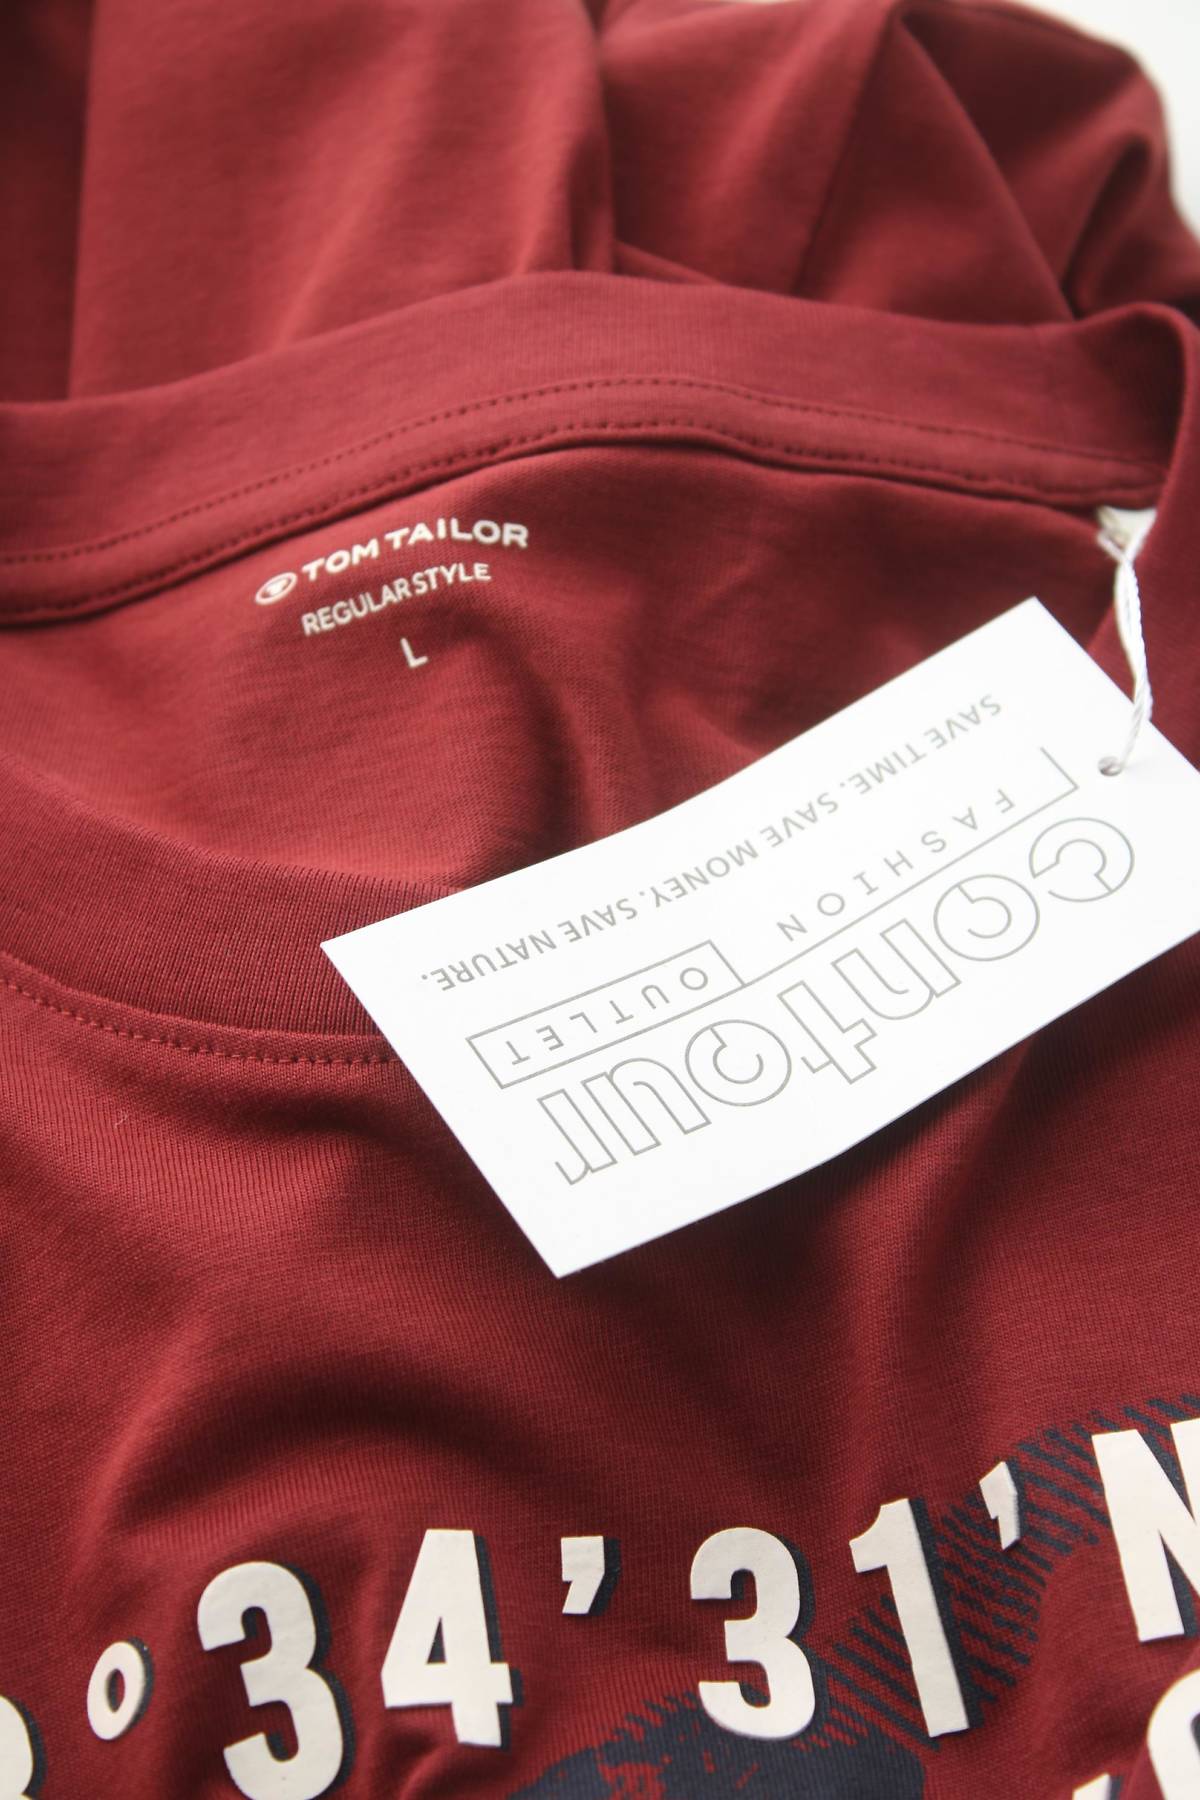 TOM TAILOR
REGULAR STYLE
L
contour
FASHION
OUTLET
SAVE TIME. SAVE MONEY. SAVE NATURE.
°34’31’N